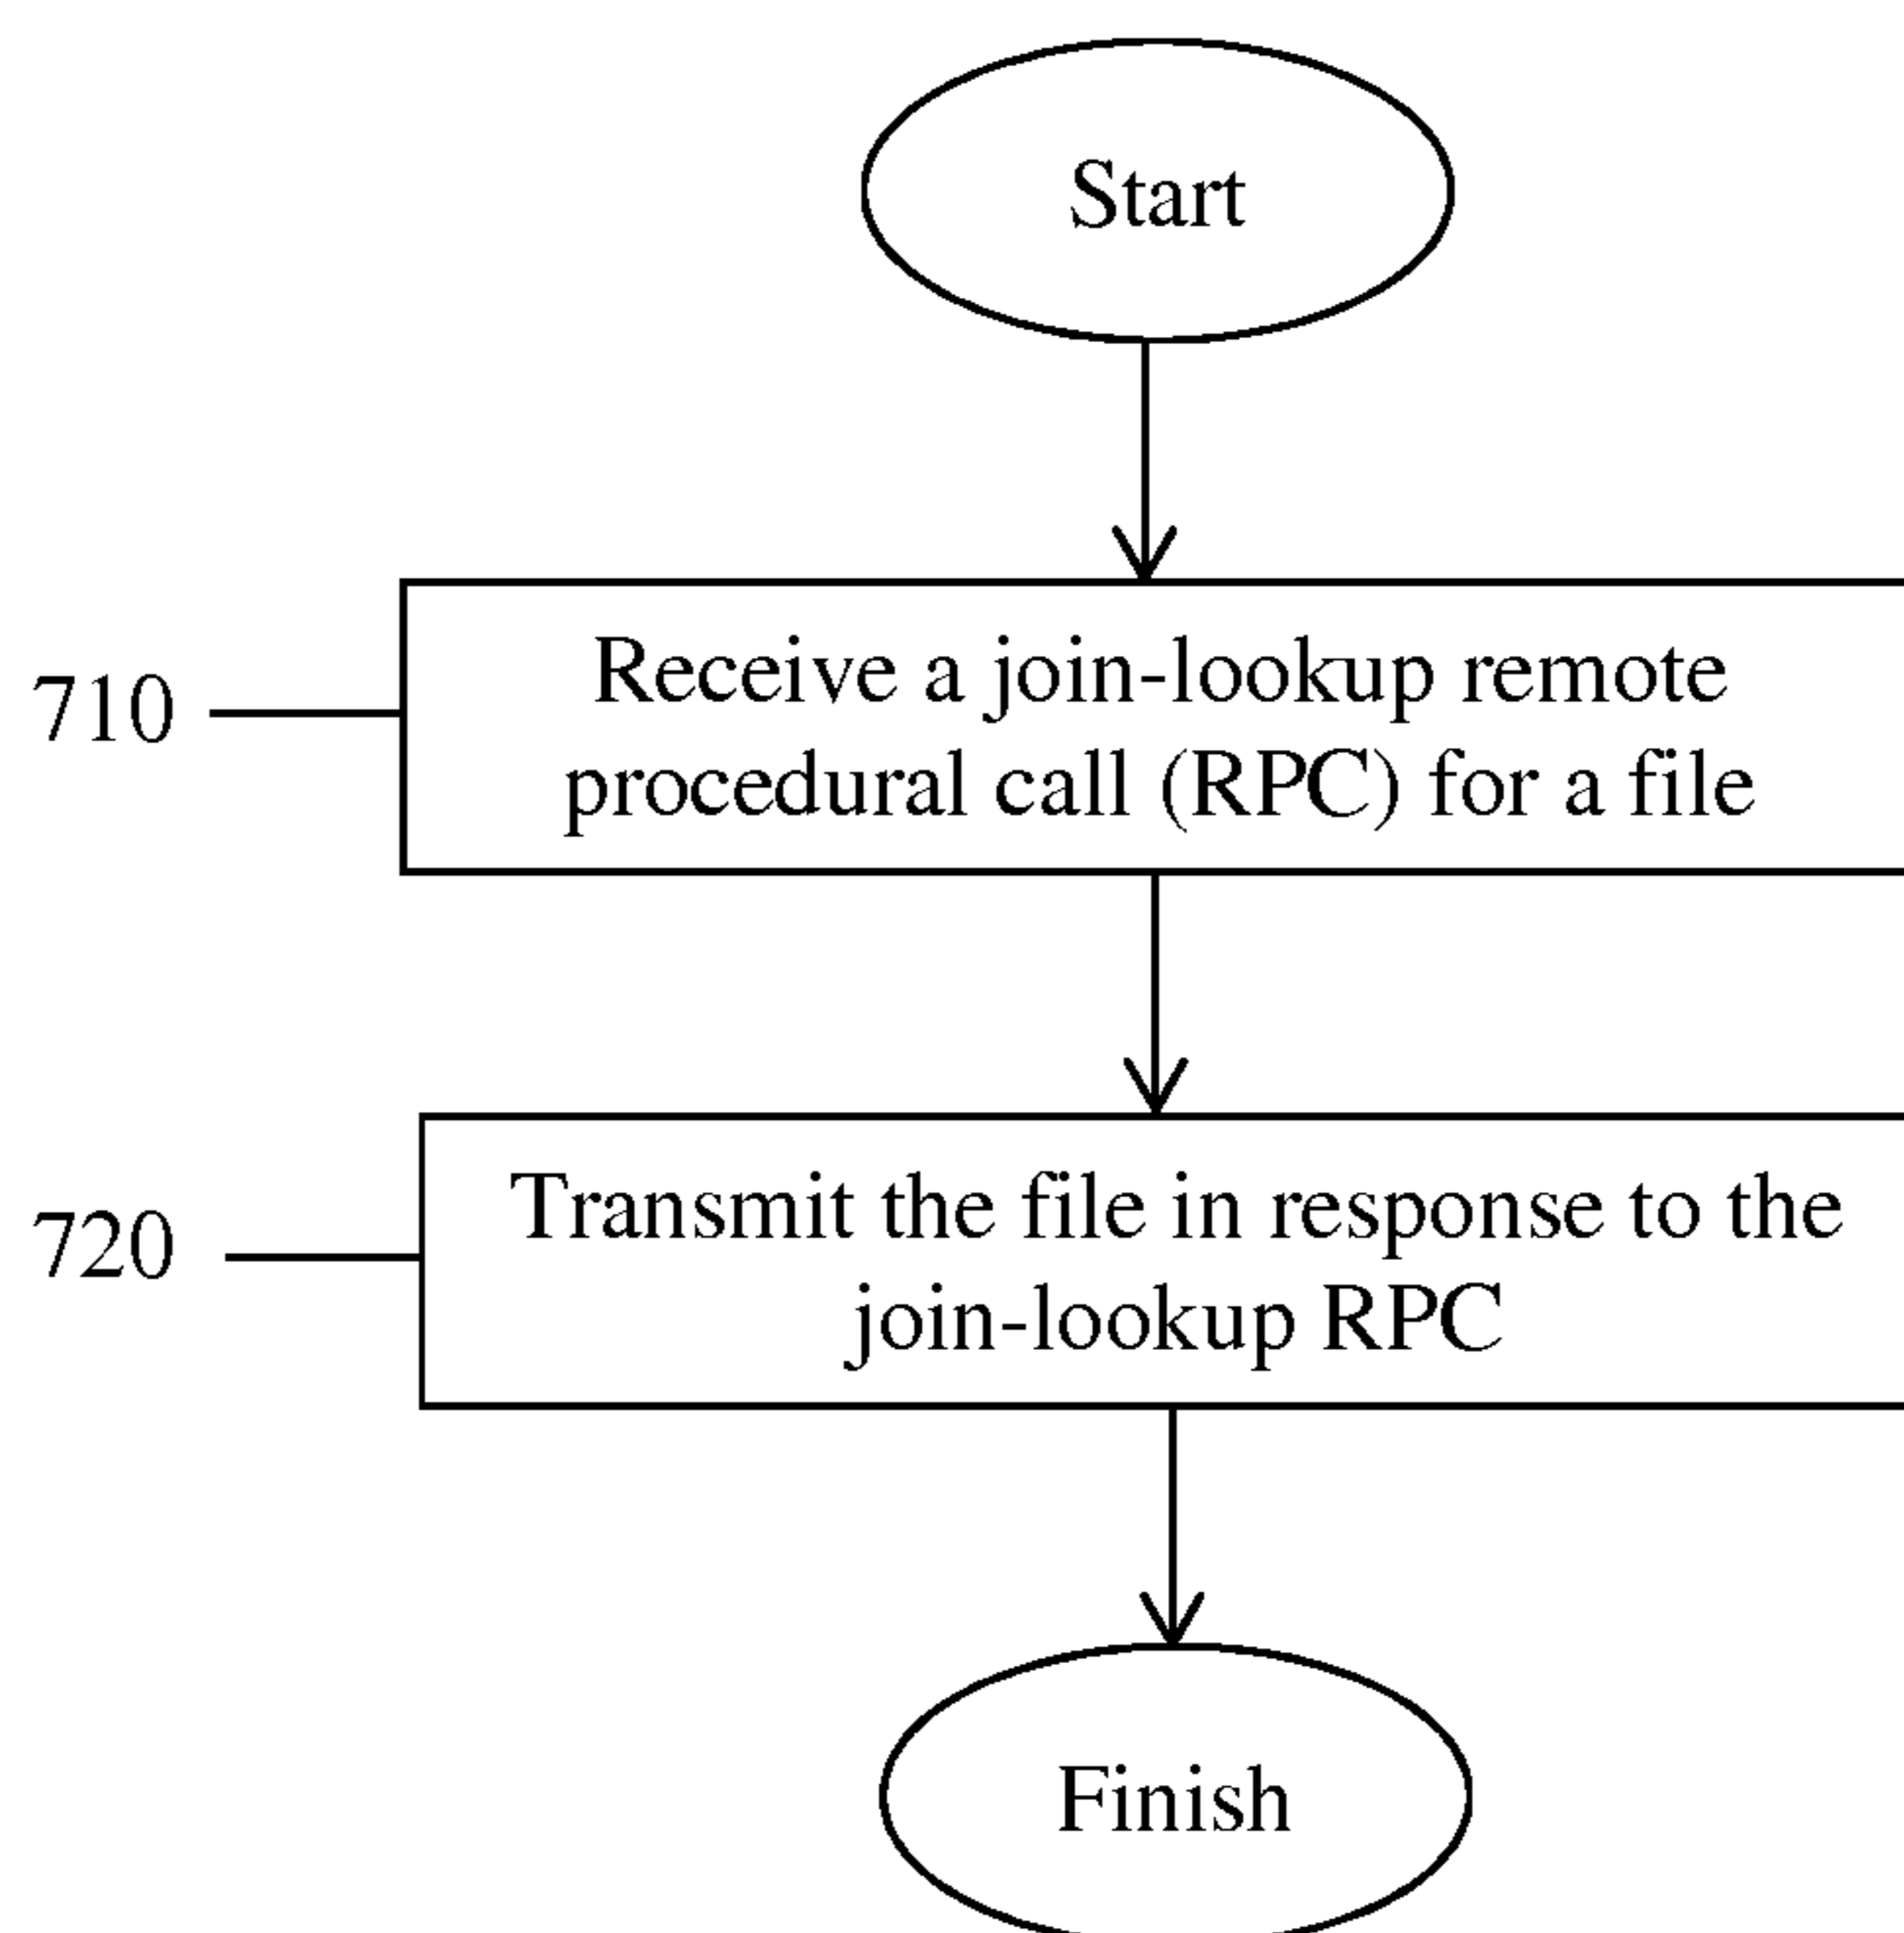 Start
710
Receive a join-lookup remote
procedural call (RPC) for a file
720
Transmit the file in response to the
join-lookup RPC
Finish